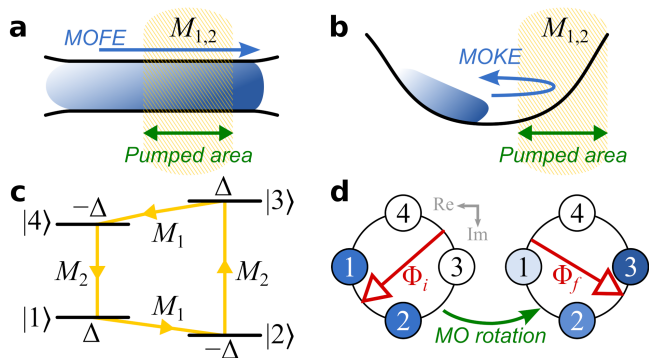 a
MOFE
M1,2
Pumped area
b
MOKE
M1,2
Pumped area
c
−Δ
Δ
|3⟩
|4⟩
M1
M2
M2
|1⟩
M1
Δ
|2⟩
−Δ
d
4
Re
Im
1
3
Φi
2
4
1
3
Φf
2
MO rotation